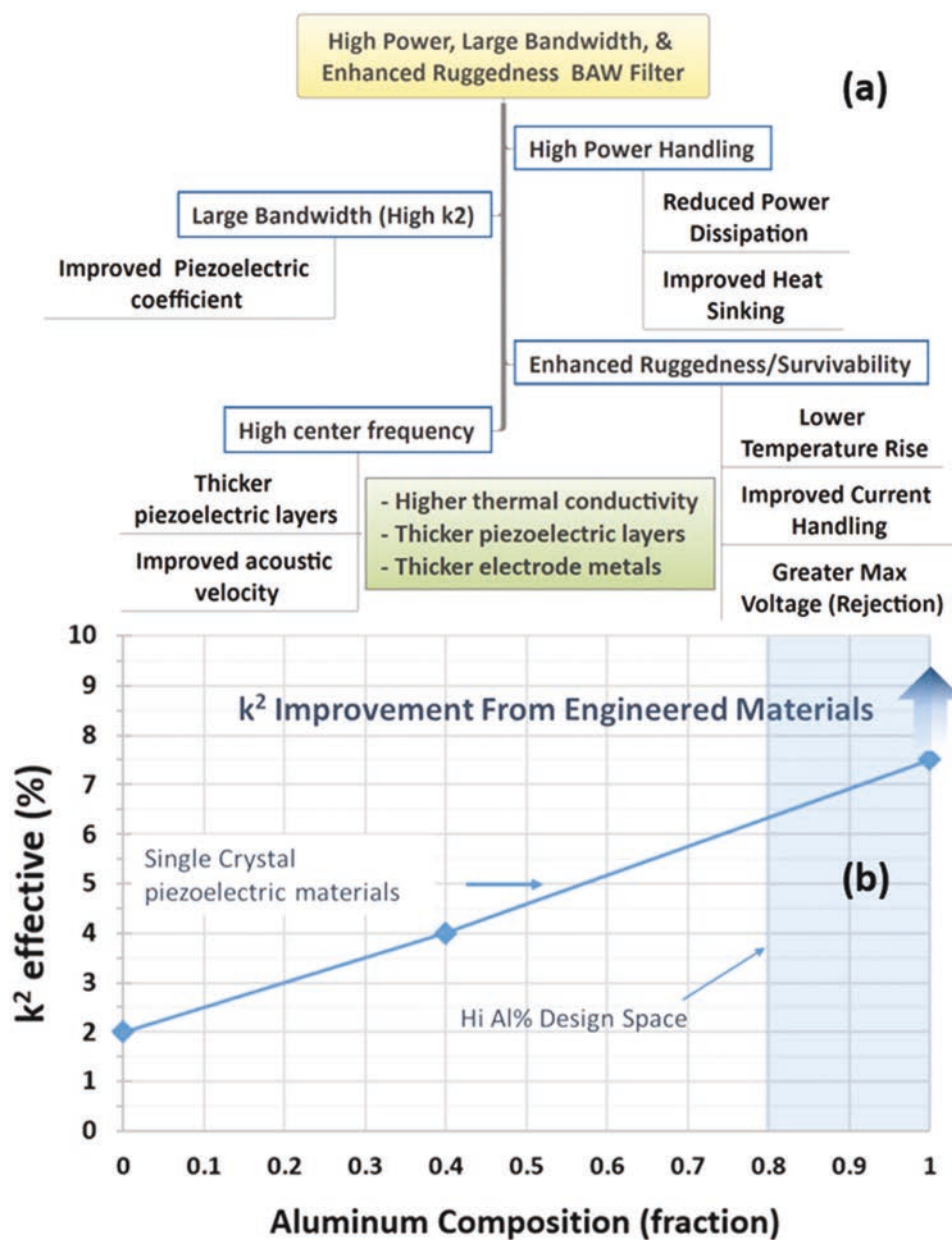 High Power, Large Bandwidth, &
Enhanced Ruggedness BAW Filter
(a)
High Power Handling
Reduced Power
Dissipation
Improved Heat
Sinking
Large Bandwidth (High k2)
Improved Piezoelectric
coefficient
Enhanced Ruggedness/Survivability
Lower
Temperature Rise
Improved Current
Handling
Greater Max
Voltage (Rejection)
High center frequency
Thicker
piezoelectric layers
Improved acoustic
velocity
- Higher thermal conductivity
- Thicker piezoelectric layers
- Thicker electrode metals
k² Improvement From Engineered Materials
Single Crystal
piezoelectric materials
(b)
Hi Al% Design Space
k² effective (%)
10
9
8
7
6
5
4
3
2
1
0
0 0.1 0.2 0.3 0.4 0.5 0.6 0.7 0.8 0.9 1
Aluminum Composition (fraction)